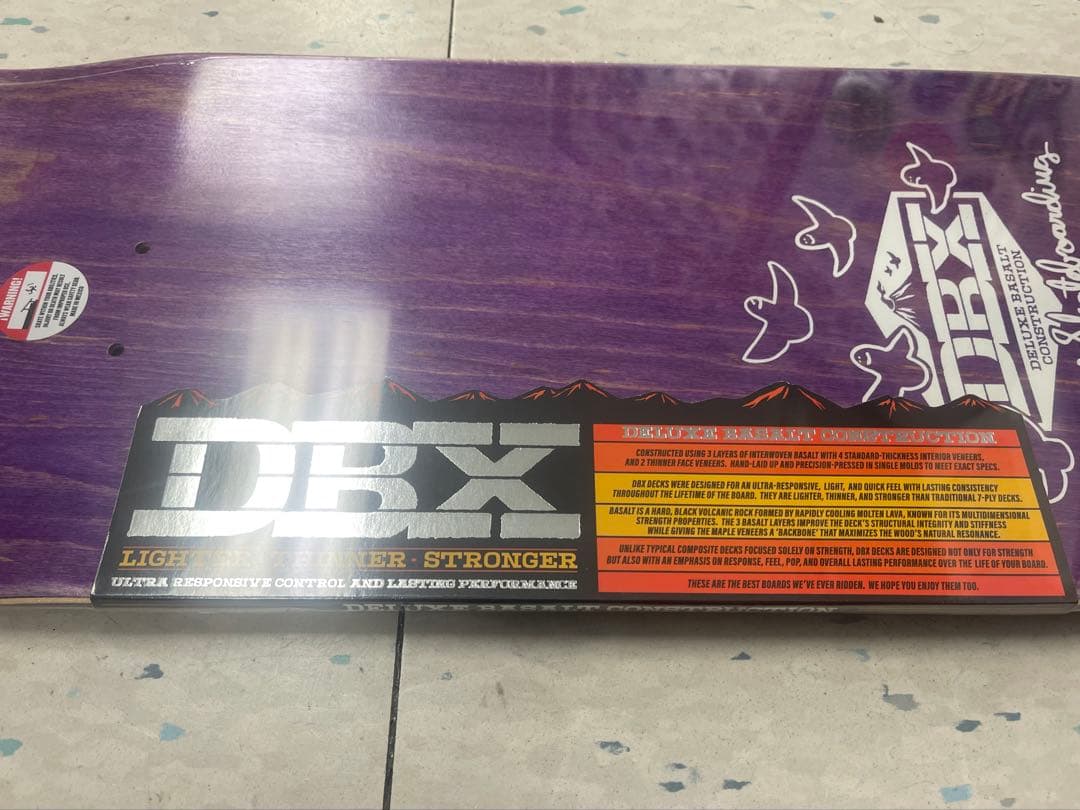 WARNING!
DBX
DELUXE BASALT
CONSTRUCTION
DBX
LIGHTER · THINNER · STRONGER
ULTRA RESPONSIVE CONTROL AND LASTING PERFORMANCE
DELUXE BASALT CONSTRUCTION
CONSTRUCTED USING 3 LAYERS OF INTERWOVEN BASALT WITH 4 STANDARD-THICKNESS INTERIOR VENEERS,
AND 2 THINNER FACE VENEERS. HAND-LAID UP AND PRECISION-PRESSED IN SINGLE MOLDS TO MEET EXACT SPECS.
DBX DECKS WERE DESIGNED FOR AN ULTRA-RESPONSIVE, LIGHT, AND QUICK FEEL WITH LASTING CONSISTENCY
THROUGHOUT THE LIFETIME OF THE BOARD. THEY ARE LIGHTER, THINNER, AND STRONGER THAN TRADITIONAL 7-PLY DECKS.
BASALT IS A HARD, BLACK VOLCANIC ROCK FORMED BY RAPIDLY COOLING MOLTEN LAVA, KNOWN FOR ITS MULTIDIMENSIONAL
STRENGTH PROPERTIES. THE 3 BASALT LAYERS IMPROVE THE DECK'S STRUCTURAL INTEGRITY AND STIFFNESS
WHILE GIVING THE MAPLE VENEERS A 'BACKBONE' THAT MAXIMIZES THE WOOD'S NATURAL RESONANCE.
UNLIKE TYPICAL COMPOSITE DECKS FOCUSED SOLELY ON STRENGTH, DBX DECKS ARE DESIGNED NOT ONLY FOR STRENGTH
BUT ALSO WITH AN EMPHASIS ON RESPONSE, FEEL, POP, AND OVERALL LASTING PERFORMANCE OVER THE LIFE OF YOUR BOARD.
THESE ARE THE BEST BOARDS WE'VE EVER RIDDEN. WE HOPE YOU ENJOY THEM TOO.
DELUXE BASALT CONSTRUCTION